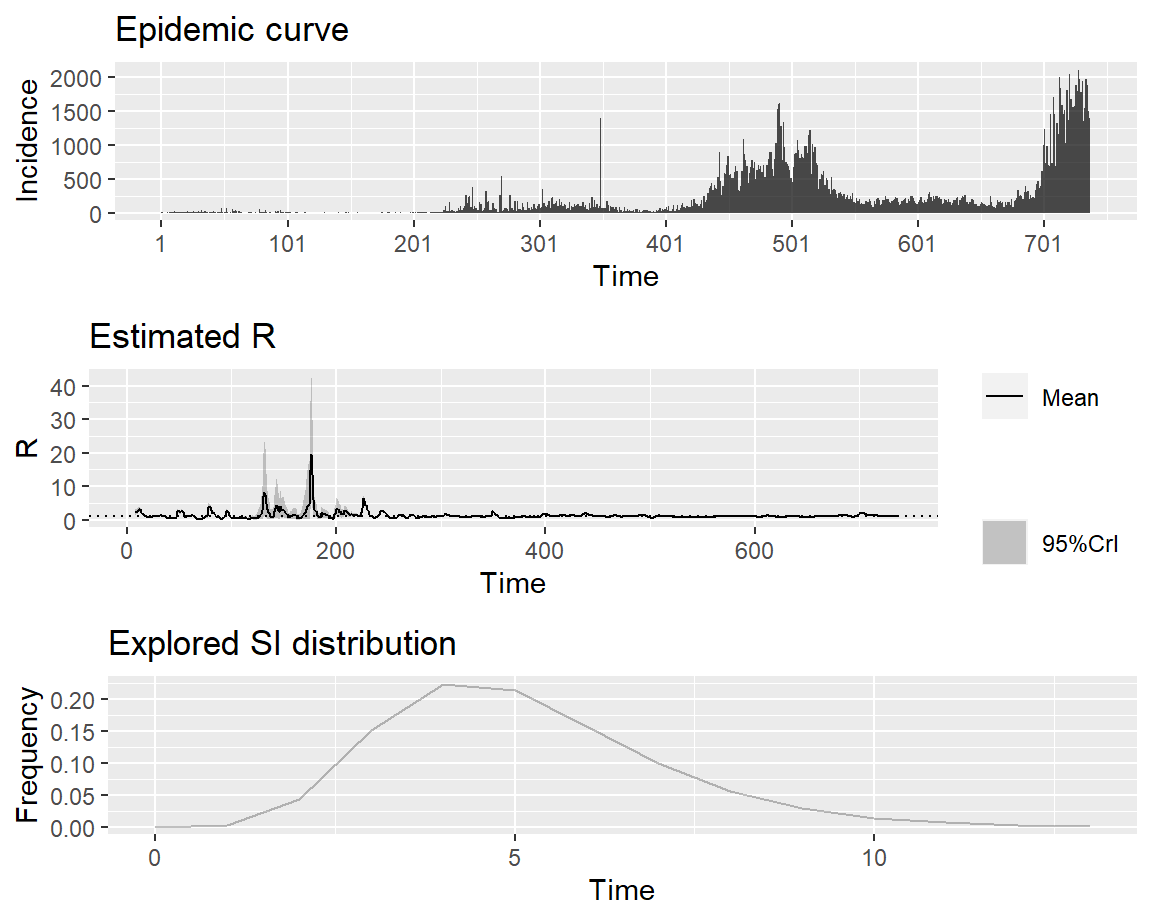 Epidemic curve
Incidence
2000
1500
1000
500
0
1 101 201 301 401 501 601 701
Time
Estimated R
R
40
30
20
10
0
0 200 400 600
Time
Mean
95%CrI
Explored SI distribution
Frequency
0.20
0.15
0.10
0.05
0.00
0 5 10
Time